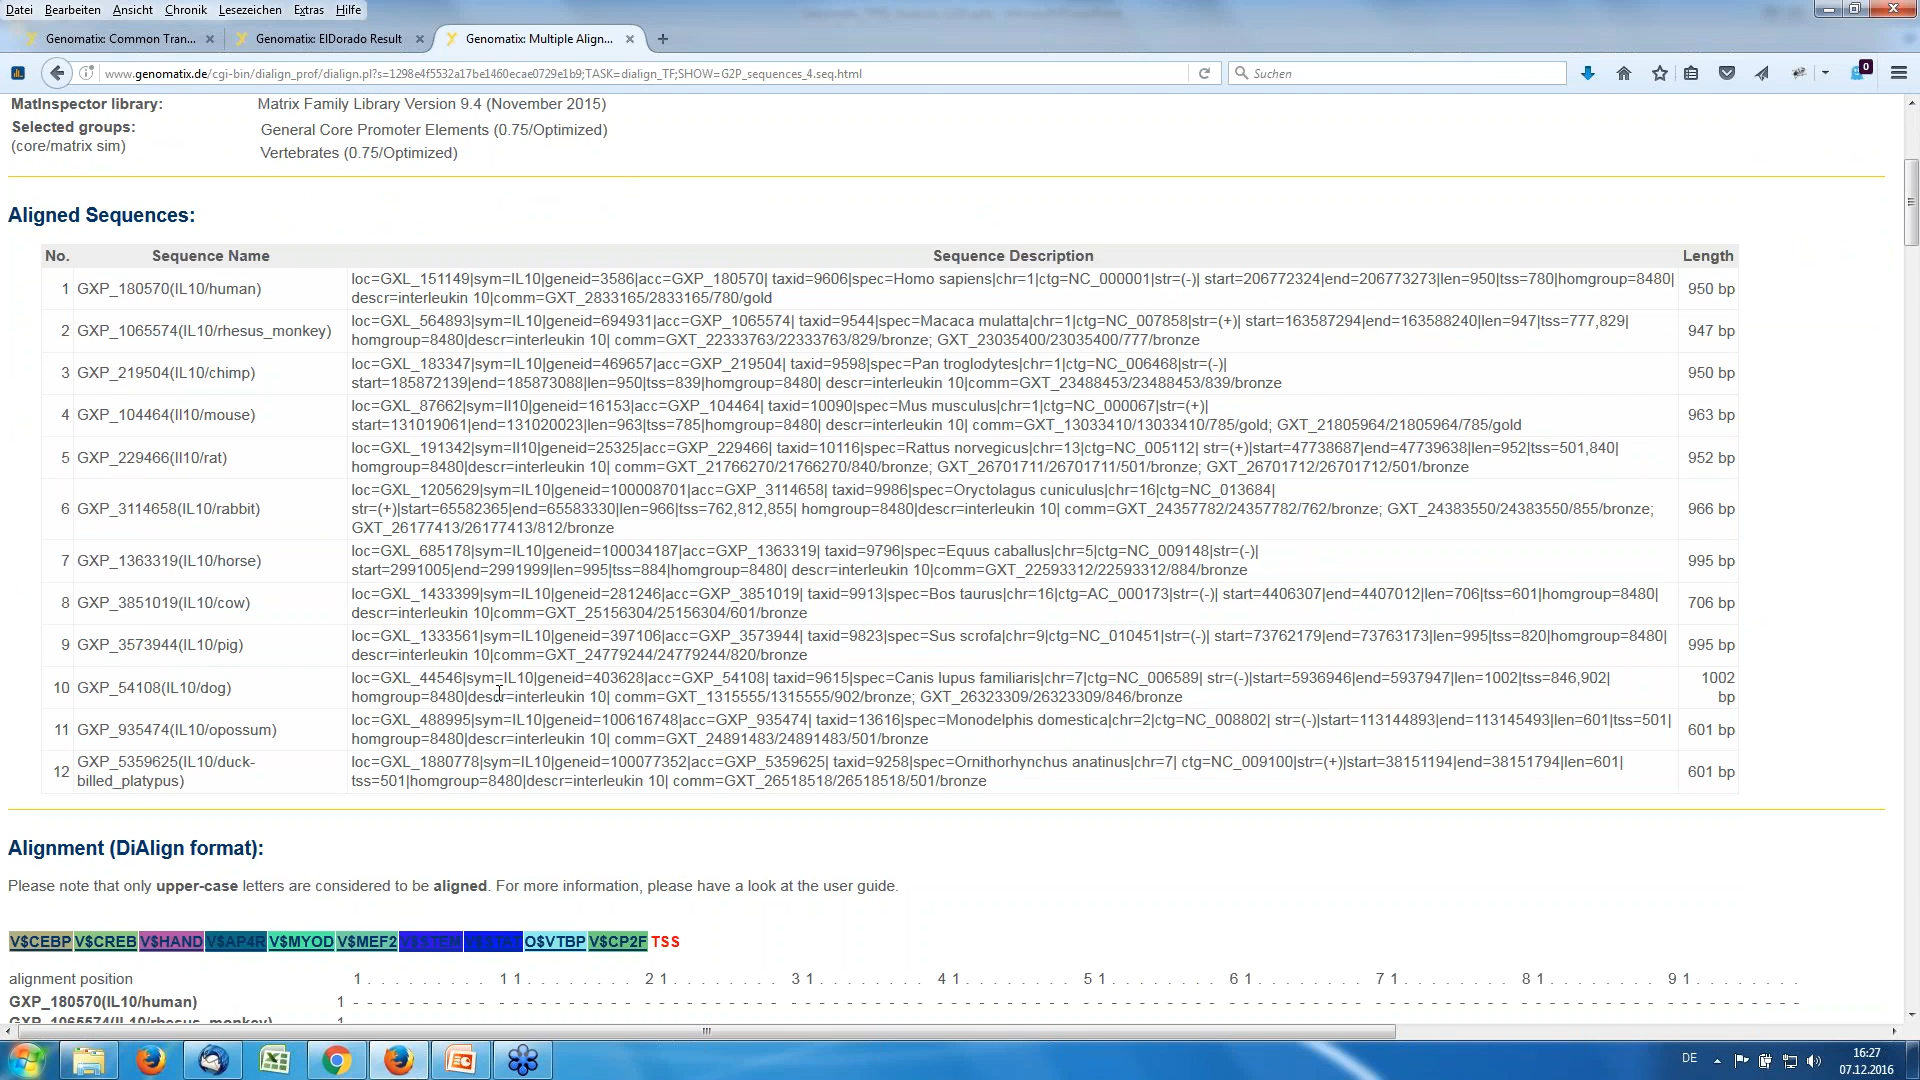 Datei Bearbeiten Ansicht Chronik Lesezeichen Extras Hilfe
Genomatix: Common Tran... × Genomatix: ElDorado Result × Genomatix: Multiple Align... × +
www.genomatix.de/cgi-bin/dialign_prof/dialign.pl?s=1298e4f5532a17be1460ecae0729e1b9;TASK=dialign_TF;SHOW=G2P_sequences_4.seq.html
Suchen
0
MatInspector library: Matrix Family Library Version 9.4 (November 2015)
Selected groups: General Core Promoter Elements (0.75/Optimized)
(core/matrix sim) Vertebrates (0.75/Optimized)
Aligned Sequences:
No. Sequence Name Sequence Description Length
1 GXP_180570(IL10/human) loc=GXL_151149|sym=IL10|geneid=3586|acc=GXP_180570| taxid=9606|spec=Homo sapiens|chr=1|ctg=NC_000001|str=(-)| start=206772324|end=206773273|len=950|tss=780|homgroup=8480| 950 bp
descr=interleukin 10|comm=GXT_2833165/2833165/780/gold
2 GXP_1065574(IL10/rhesus_monkey) loc=GXL_564893|sym=IL10|geneid=694931|acc=GXP_1065574| taxid=9544|spec=Macaca mulatta|chr=1|ctg=NC_007858|str=(+)| start=163587294|end=163588240|len=947|tss=777,829| 947 bp
homgroup=8480|descr=interleukin 10| comm=GXT_22333763/22333763/829/bronze; GXT_23035400/23035400/777/bronze
3 GXP_219504(IL10/chimp) loc=GXL_183347|sym=IL10|geneid=469657|acc=GXP_219504| taxid=9598|spec=Pan troglodytes|chr=1|ctg=NC_006468|str=(-)| 950 bp
start=185872139|end=185873088|len=950|tss=839|homgroup=8480| descr=interleukin 10|comm=GXT_23488453/23488453/839/bronze
4 GXP_104464(Il10/mouse) loc=GXL_87662|sym=Il10|geneid=16153|acc=GXP_104464| taxid=10090|spec=Mus musculus|chr=1|ctg=NC_000067|str=(+)| 963 bp
start=131019061|end=131020023|len=963|tss=785|homgroup=8480| descr=interleukin 10| comm=GXT_13033410/13033410/785/gold; GXT_21805964/21805964/785/gold
5 GXP_229466(Il10/rat) loc=GXL_191342|sym=Il10|geneid=25325|acc=GXP_229466| taxid=10116|spec=Rattus norvegicus|chr=13|ctg=NC_005112| str=(+)|start=47738687|end=47739638|len=952|tss=501,840| 952 bp
homgroup=8480|descr=interleukin 10| comm=GXT_21766270/21766270/840/bronze; GXT_26701711/26701711/501/bronze; GXT_26701712/26701712/501/bronze
6 GXP_3114658(IL10/rabbit) loc=GXL_1205629|sym=IL10|geneid=100008701|acc=GXP_3114658| taxid=9986|spec=Oryctolagus cuniculus|chr=16|ctg=NC_013684| 966 bp
str=(+)|start=65582365|end=65583330|len=966|tss=762,812,855| homgroup=8480|descr=interleukin 10| comm=GXT_24357782/24357782/762/bronze; GXT_24383550/24383550/855/bronze;
GXT_26177413/26177413/812/bronze
7 GXP_1363319(IL10/horse) loc=GXL_685178|sym=IL10|geneid=100034187|acc=GXP_1363319| taxid=9796|spec=Equus caballus|chr=5|ctg=NC_009148|str=(-)| 995 bp
start=2991005|end=2991999|len=995|tss=884|homgroup=8480| descr=interleukin 10|comm=GXT_22593312/22593312/884/bronze
8 GXP_3851019(IL10/cow) loc=GXL_1433399|sym=IL10|geneid=281246|acc=GXP_3851019| taxid=9913|spec=Bos taurus|chr=16|ctg=AC_000173|str=(-)| start=4406307|end=4407012|len=706|tss=601|homgroup=8480| 706 bp
descr=interleukin 10|comm=GXT_25156304/25156304/601/bronze
9 GXP_3573944(IL10/pig) loc=GXL_1333561|sym=IL10|geneid=397106|acc=GXP_3573944| taxid=9823|spec=Sus scrofa|chr=9|ctg=NC_010451|str=(-)| start=73762179|end=73763173|len=995|tss=820|homgroup=8480| 995 bp
descr=interleukin 10|comm=GXT_24779244/24779244/820/bronze
10 GXP_54108(IL10/dog) loc=GXL_44546|sym=IL10|geneid=403628|acc=GXP_54108| taxid=9615|spec=Canis lupus familiaris|chr=7|ctg=NC_006589| str=(-)|start=5936946|end=5937947|len=1002|tss=846,902| 1002
homgroup=8480|descr=interleukin 10| comm=GXT_1315555/1315555/902/bronze; GXT_26323309/26323309/846/bronze bp
11 GXP_935474(IL10/opossum) loc=GXL_488995|sym=IL10|geneid=100616748|acc=GXP_935474| taxid=13616|spec=Monodelphis domestica|chr=2|ctg=NC_008802| str=(-)|start=113144893|end=113145493|len=601|tss=501| 601 bp
homgroup=8480|descr=interleukin 10| comm=GXT_24891483/24891483/501/bronze
12 GXP_5359625(IL10/duck- loc=GXL_1880778|sym=IL10|geneid=100077352|acc=GXP_5359625| taxid=9258|spec=Ornithorhynchus anatinus|chr=7| ctg=NC_009100|str=(+)|start=38151194|end=38151794|len=601| 601 bp
billed_platypus) tss=501|homgroup=8480|descr=interleukin 10| comm=GXT_26518518/26518518/501/bronze
Alignment (DiAlign format):
Please note that only upper-case letters are considered to be aligned. For more information, please have a look at the user guide.
V$CEBP V$CREB V$HAND V$AP4R V$MYOD V$MEF2 V$STEM V$STAT O$VTBP V$CP2F TSS
alignment position 1 . . . . . . . . . 11 . . . . . . . . 21 . . . . . . . . 31 . . . . . . . . 41 . . . . . . . . 51 . . . . . . . . 61 . . . . . . . . 71 . . . . . . . . 81 . . . . . . . . 91 . . . . . . . .
GXP_180570(IL10/human) 1 - - - - - - - - - - - - - - - - - - - - - - - - - - - - - - - - - - - - - - - - - - - - - - - - - - - - - - - - - - - - - - - - - - - - - - - - - - - - - - - - - - - - - - - - - - - - - - - - - - - -
GXP_1065574(IL10/rhesus_monkey) 1
DE 16:27
07.12.2016